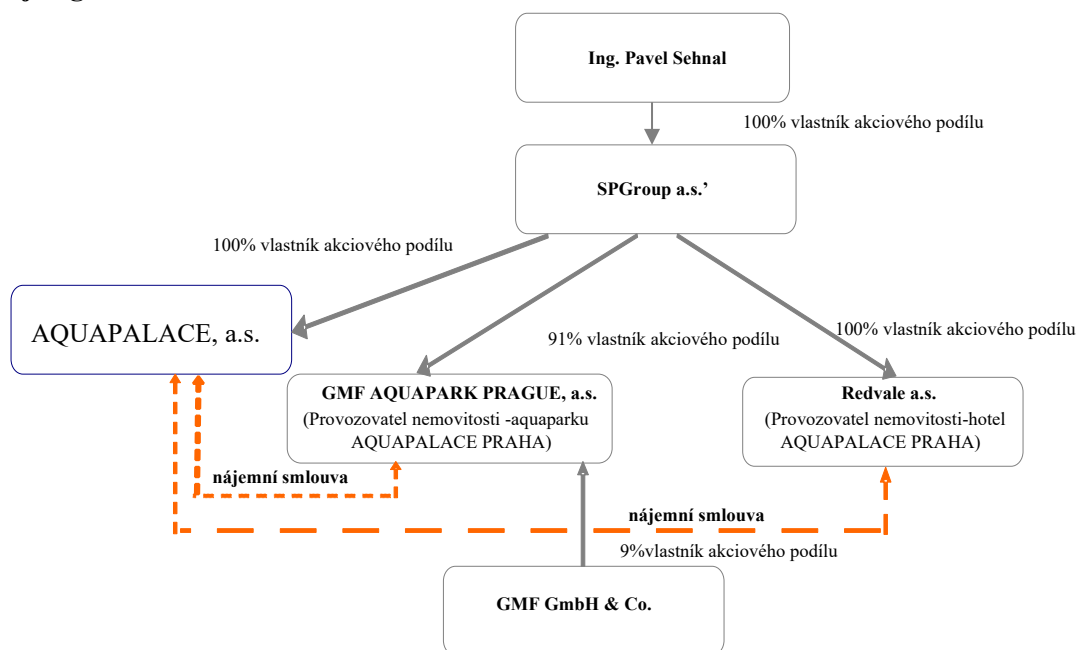 Ing. Pavel Sehnal
100% vlastník akciového podílu
SPGroup a.s.’
100% vlastník akciového podílu
AQUAPALACE, a.s.
91% vlastník akciového podílu
100% vlastník akciového podílu
GMF AQUAPARK PRAGUE, a.s.
(Provozovatel nemovitosti -aquaparku
AQUAPALACE PRAHA)
Redvale a.s.
(Provozovatel nemovitosti-hotel
AQUAPALACE PRAHA)
nájemní smlouva
nájemní smlouva
9%vlastník akciového podílu
GMF GmbH & Co.